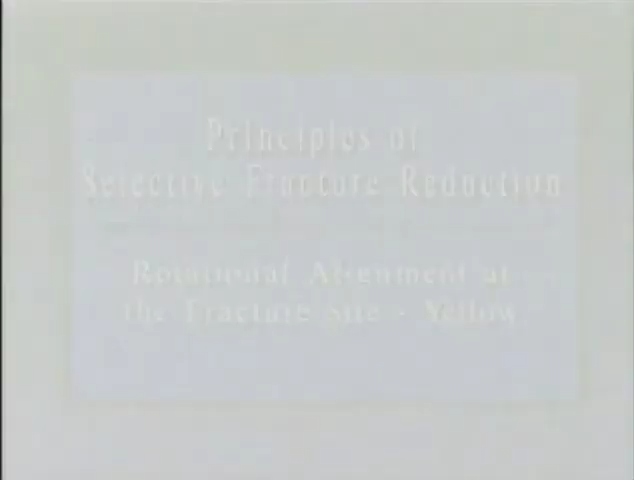 Principles of
Selective Fracture Reduction
Rotational Alignment at
the Fracture Site - Yellow